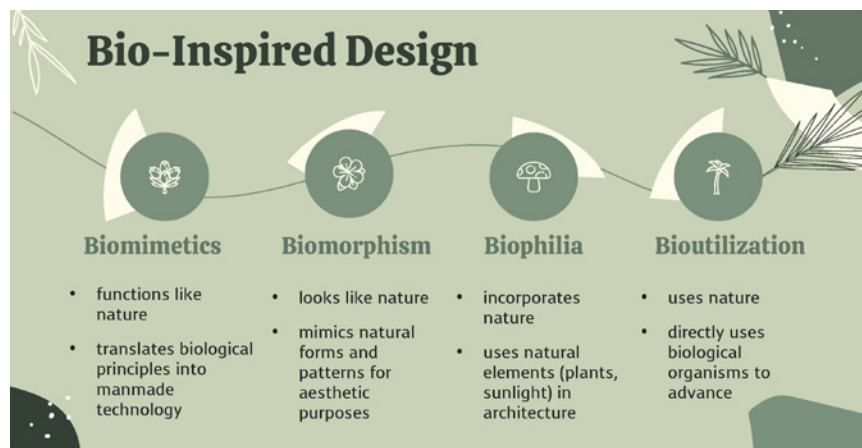 Bio-Inspired Design
Biomimetics
functions like
nature
translates biological
principles into
manmade
technology
Biomorphism
looks like nature
mimics natural
forms and
patterns for
aesthetic
purposes
Biophilia
incorporates
nature
uses natural
elements (plants,
sunlight) in
architecture
Bioutilization
uses nature
directly uses
biological
organisms to
advance